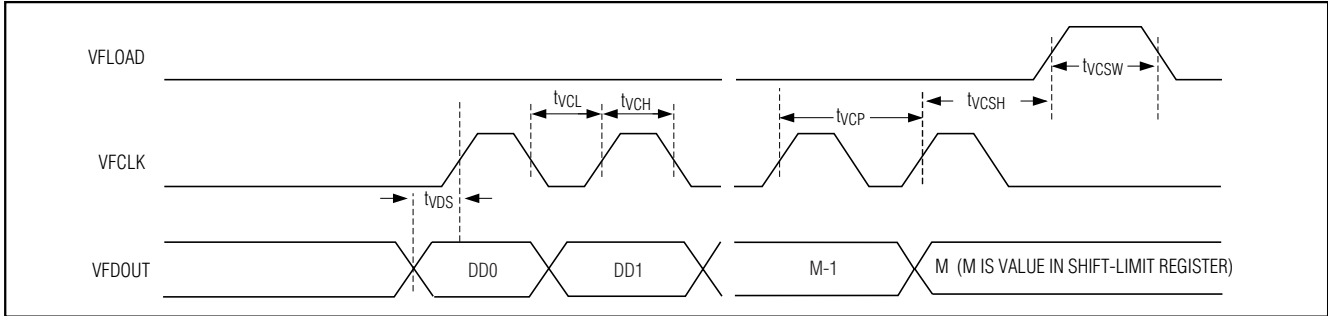 VFLOAD
tVCSW
tVCL
tVCH
tVCP
tVCSH
VFCLK
tVDS
VFDOUT
DD0
DD1
M-1
M (M IS VALUE IN SHIFT-LIMIT REGISTER)